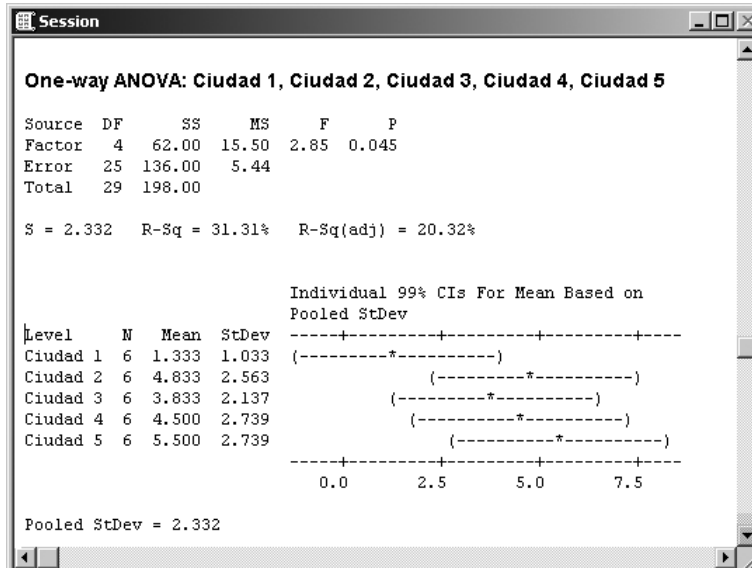 Session
One-way ANOVA: Ciudad 1, Ciudad 2, Ciudad 3, Ciudad 4, Ciudad 5
Source  DF      SS     MS     F      P
Factor   4   62.00  15.50  2.85  0.045
Error   25  136.00   5.44
Total   29  198.00
S = 2.332   R-Sq = 31.31%   R-Sq(adj) = 20.32%
Individual 99% CIs For Mean Based on
Pooled StDev
Level     N   Mean  StDev  -----+---------+---------+---------+----
Ciudad 1  6  1.333  1.033  (---------*----------)
Ciudad 2  6  4.833  2.563                (----------*----------)
Ciudad 3  6  3.833  2.137            (----------*----------)
Ciudad 4  6  4.500  2.739              (----------*----------)
Ciudad 5  6  5.500  2.739                  (----------*----------)
-----+---------+---------+---------+----
0.0       2.5       5.0       7.5
Pooled StDev = 2.332